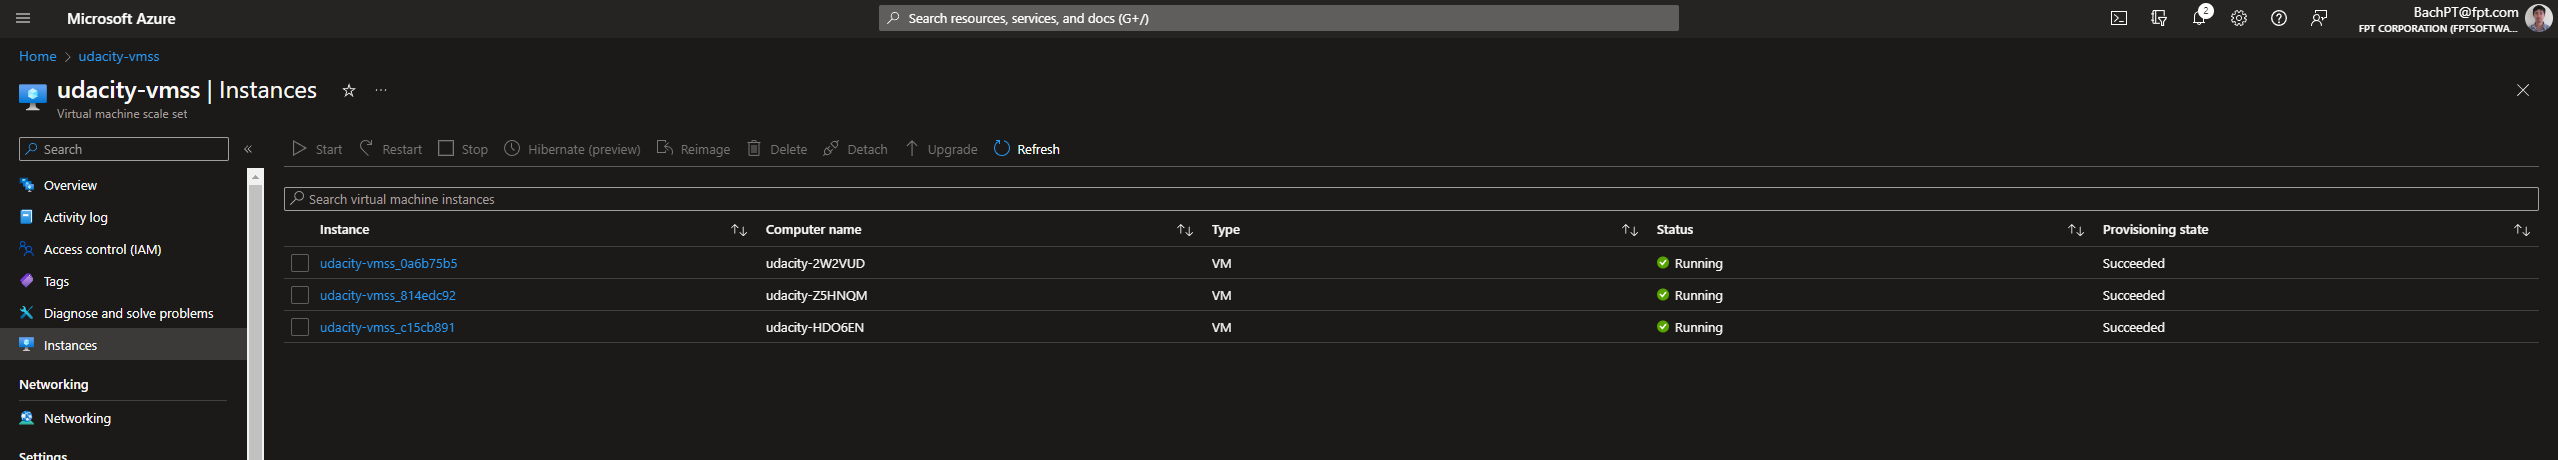 Microsoft Azure
Search resources, services, and docs (G+/)
2
BachPT@fpt.com
FPT CORPORATION (FPTSOFTWA...
Home > udacity-vmss
udacity-vmss | Instances
Virtual machine scale set
Search
Start Restart Stop Hibernate (preview) Reimage Delete Detach Upgrade Refresh
Overview
Activity log
Access control (IAM)
Tags
Diagnose and solve problems
Instances
Networking
Networking
Settings
Search virtual machine instances
Instance Computer name Type Status Provisioning state
udacity-vmss_0a6b75b5 udacity-2W2VUD VM Running Succeeded
udacity-vmss_814edc92 udacity-Z5HNQM VM Running Succeeded
udacity-vmss_c15cb891 udacity-HDO6EN VM Running Succeeded